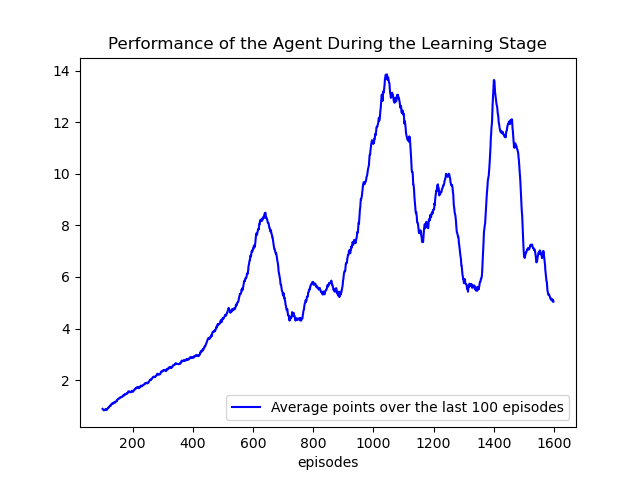 Performance of the Agent During the Learning Stage
14
12
10
8
6
4
2
Average points over the last 100 episodes
200 400 600 800 1000 1200 1400 1600
episodes